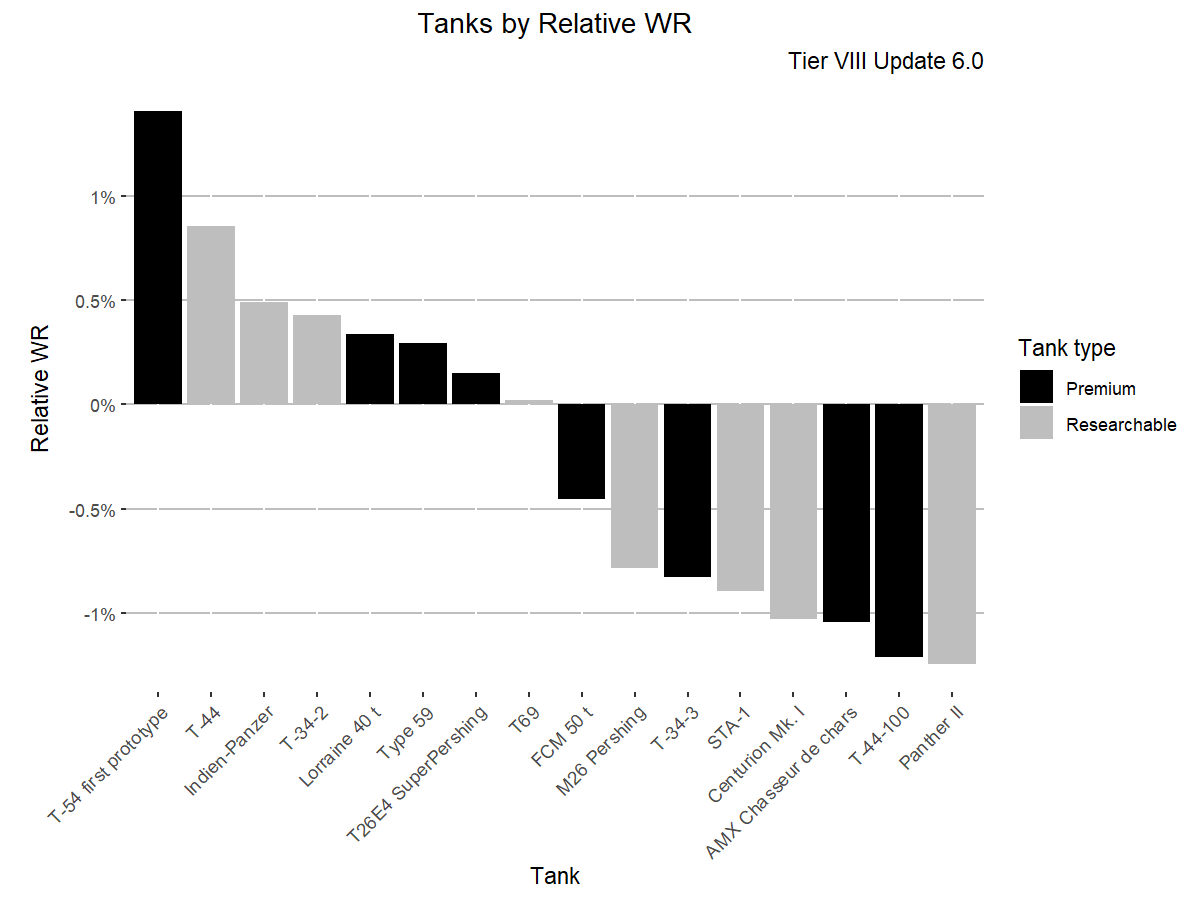 Tanks by Relative WR
Tier VIII Update 6.0
Relative WR
1%
0.5%
0%
-0.5%
-1%
T-54 first prototype
T-44
Indien-Panzer
T-34-2
Lorraine 40 t
Type 59
T26E4 SuperPershing
T69
FCM 50 t
M26 Pershing
T-34-3
STA-1
Centurion Mk. I
AMX Chasseur de chars
T-44-100
Panther II
Tank
Tank type
Premium
Researchable